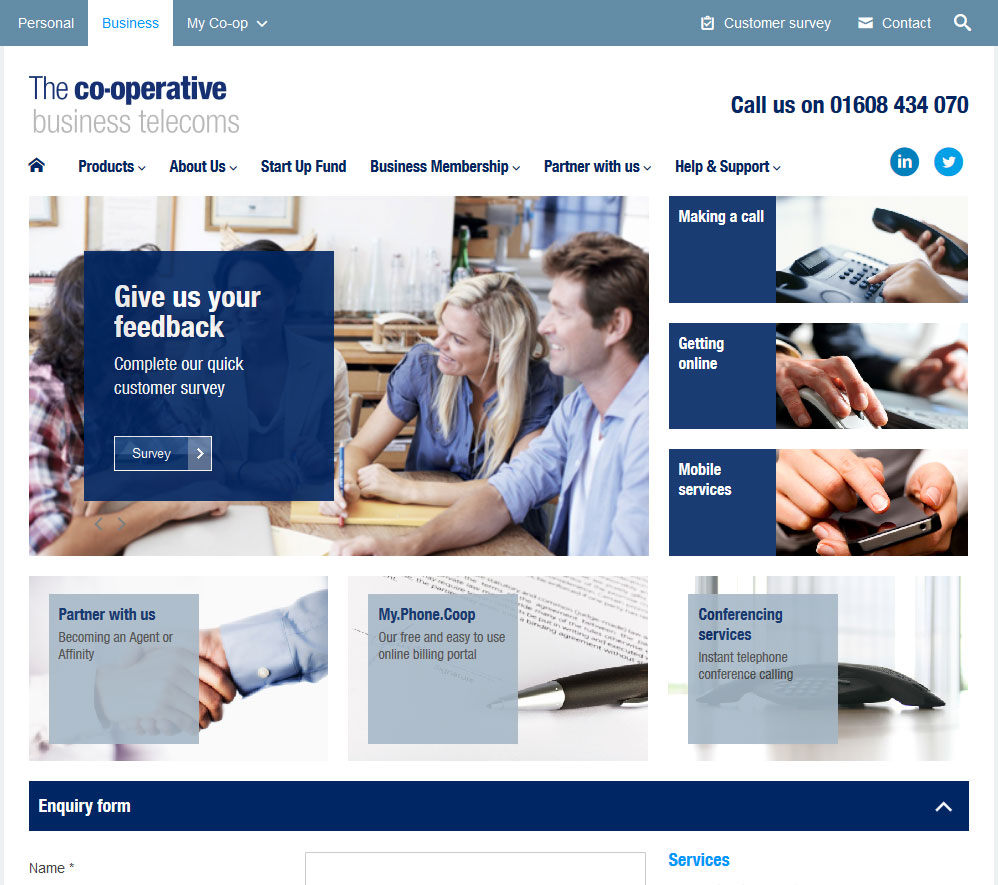 Personal
Business
My Co-op
Customer survey
Contact
The co-operative
business telecoms
Call us on 01608 434 070
Products
About Us
Start Up Fund
Business Membership
Partner with us
Help & Support
in
Give us your
feedback
Complete our quick
customer survey
Survey
Making a call
Getting
online
Mobile
services
Partner with us
Becoming an Agent or
Affinity
My.Phone.Coop
Our free and easy to use
online billing portal
Conferencing
services
Instant telephone
conference calling
Enquiry form
Name *
Services